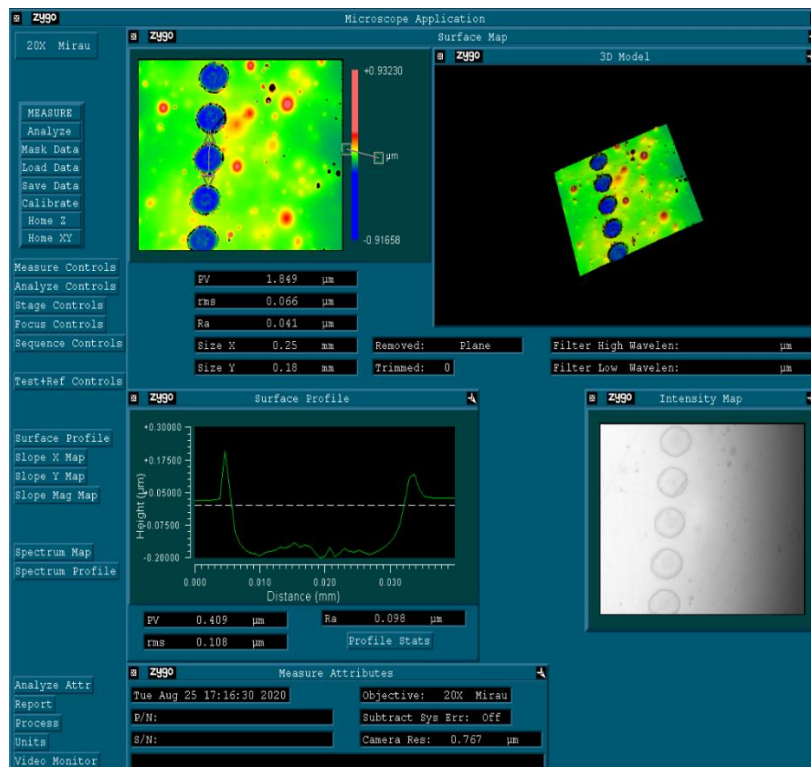 zygo Microscope Application
20X Mirau
MEASURE
Analyze
Mask Data
Load Data
Save Data
Calibrate
Home Z
Home XY
Measure Controls
Analyze Controls
Stage Controls
Focus Controls
Sequence Controls
Test+Ref Controls
Surface Profile
Slope X Map
Slope Y Map
Slope Mag Map
Spectrum Map
Spectrum Profile
Analyze Attr
Report
Process
Units
Video Monitor
zygo Surface Map
+0.93230
µm
-0.91658
zygo 3D Model
PV 1.849 µm
rms 0.066 µm
Ra 0.041 µm
Size X 0.25 mm
Size Y 0.18 mm
Removed: Plane
Trimmed: 0
Filter High Wavelen: µm
Filter Low Wavelen: µm
zygo Surface Profile
+0.30000
+0.17500
+0.05000
-0.07500
-0.20000
Height (µm)
0.000 0.010 0.020 0.030
Distance (mm)
PV 0.409 µm
rms 0.108 µm
Ra 0.098 µm
Profile Stats
zygo Intensity Map
zygo Measure Attributes
Tue Aug 25 17:16:30 2020
P/N:
S/N:
Objective: 20X Mirau
Subtract Sys Err: Off
Camera Res: 0.767 µm